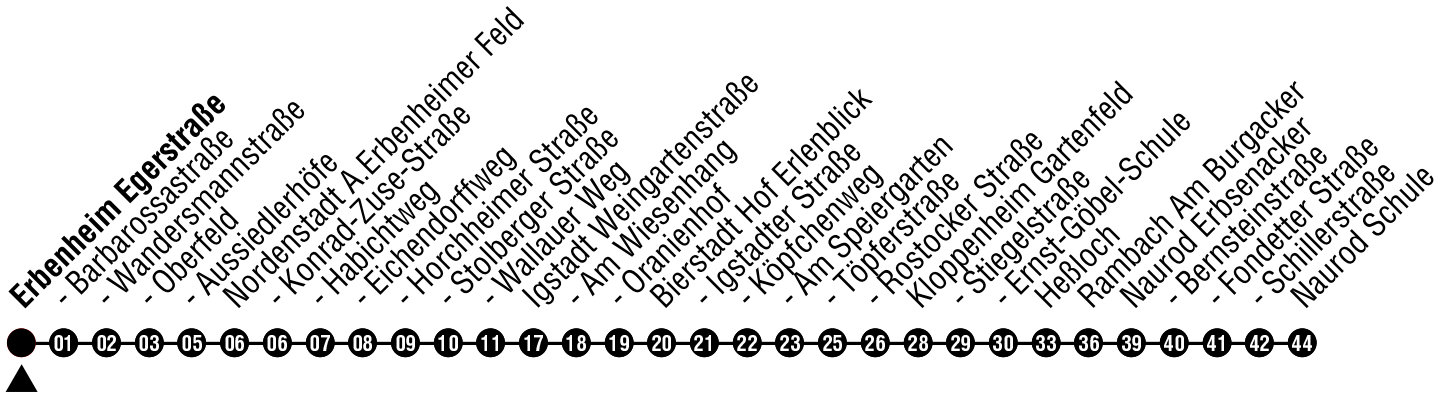 Erbenheim Egerstraße
- Barbarossastraße
- Wandersmannstraße
- Oberfeld
- Aussiedlerhöfe
Nordenstadt A.Erbenheimer Feld
- Konrad-Zuse-Straße
- Habichtweg
- Eichendorffweg
- Horchheimer Straße
- Stolberger Straße
- Wallauer Weg
Igstadt Weingartenstraße
- Am Wiesenhang
- Oranienhof
Bierstadt Hof Erlenblick
- Igstadter Straße
- Köpfchenweg
- Am Speiergarten
- Töpferstraße
- Rostocker Straße
Kloppenheim Gartenfeld
- Stiegelstraße
- Ernst-Göbel-Schule
Heßloch
Rambach Am Burgacker
Naurod Erbsenacker
- Bernsteinstraße
- Fondetter Straße
- Schillerstraße
Naurod Schule
01 02 03 05 06 06 07 08 09 10 11 17 18 19 20 21 22 23 25 26 28 29 30 33 36 39 40 41 42 44